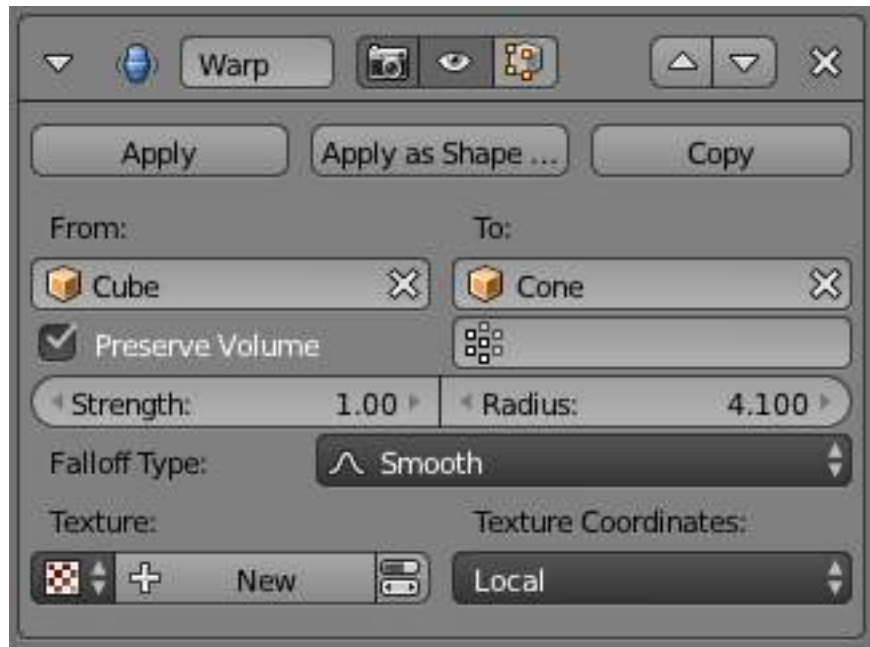 Warp
Apply Apply as Shape ... Copy
From: To:
Cube Cone
Preserve Volume
Strength: 1.00 Radius: 4.100
Falloff Type: Smooth
Texture: Texture Coordinates:
New Local